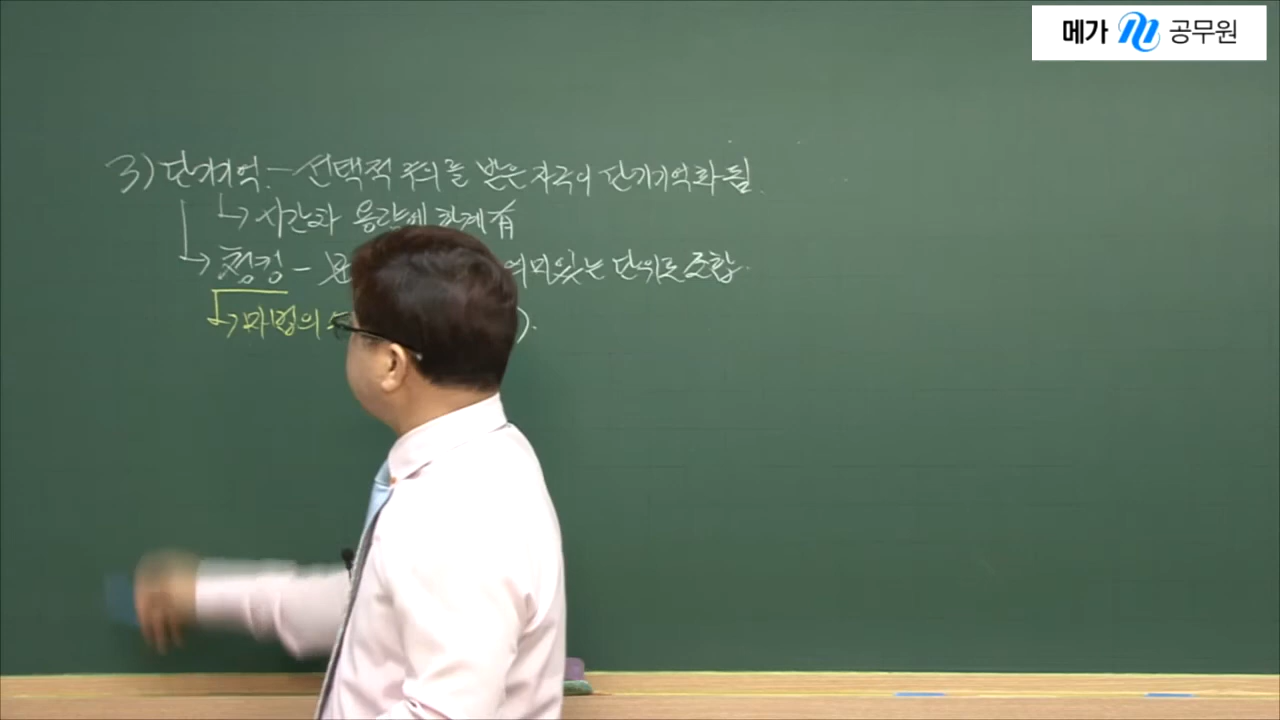 메가 공무원
3) 단기기억. - 선택적 주의를 받은 자극이 단기기억화 됨.
↳ 시간과 용량에 한계 有
↳ 청킹 - 의미있는 단위로 조합.
↳ 마법의 ).